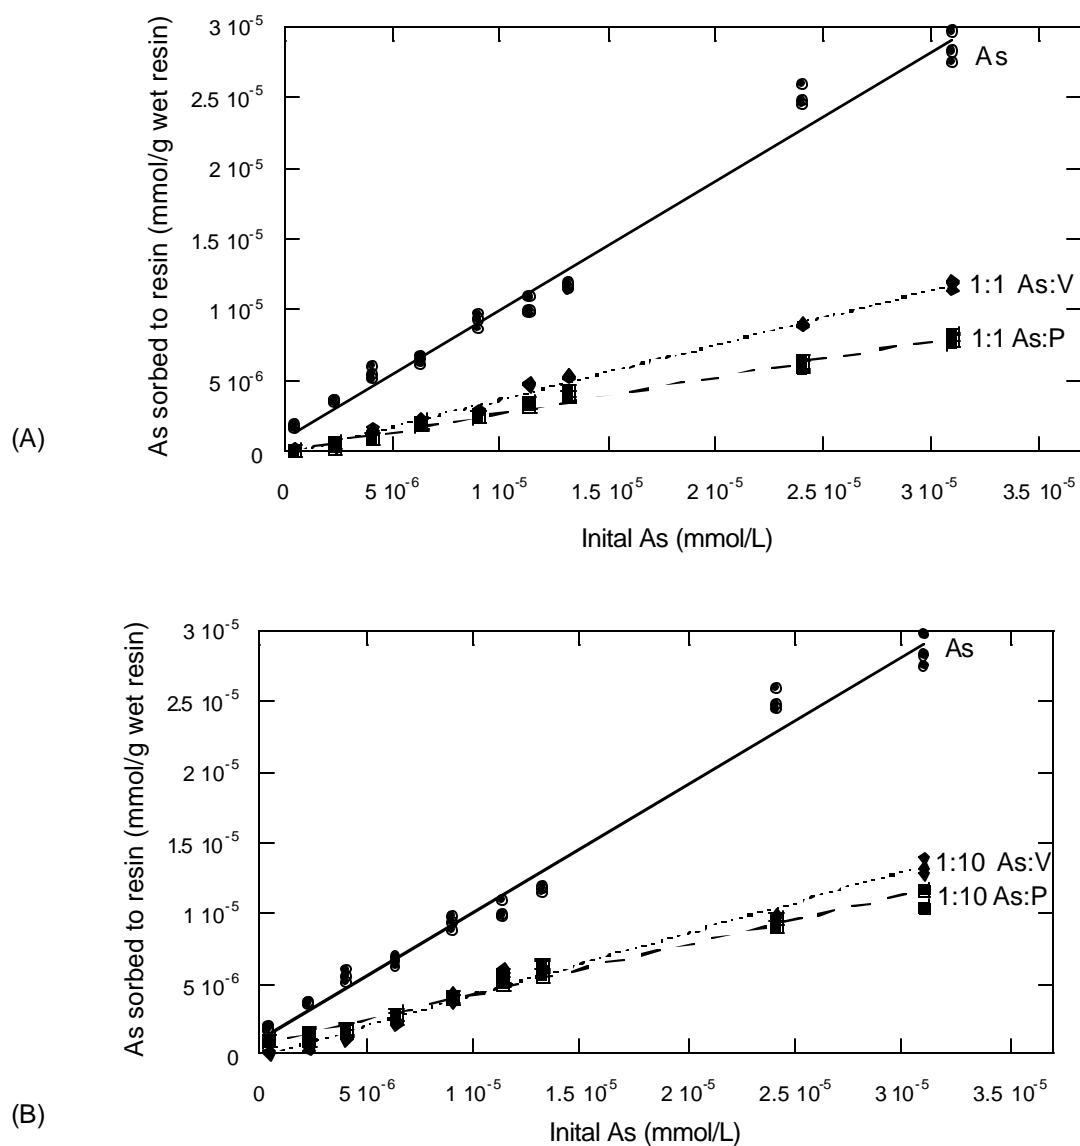 (A)
As sorbed to resin (mmol/g wet resin)
3 10⁻⁵
2.5 10⁻⁵
2 10⁻⁵
1.5 10⁻⁵
1 10⁻⁵
5 10⁻⁶
0
As
1:1 As:V
1:1 As:P
0
5 10⁻⁶
1 10⁻⁵
1.5 10⁻⁵
2 10⁻⁵
2.5 10⁻⁵
3 10⁻⁵
3.5 10⁻⁵
Inital As (mmol/L)
(B)
As sorbed to resin (mmol/g wet resin)
3 10⁻⁵
2.5 10⁻⁵
2 10⁻⁵
1.5 10⁻⁵
1 10⁻⁵
5 10⁻⁶
0
As
1:10 As:V
1:10 As:P
0
5 10⁻⁶
1 10⁻⁵
1.5 10⁻⁵
2 10⁻⁵
2.5 10⁻⁵
3 10⁻⁵
3.5 10⁻⁵
Inital As (mmol/L)